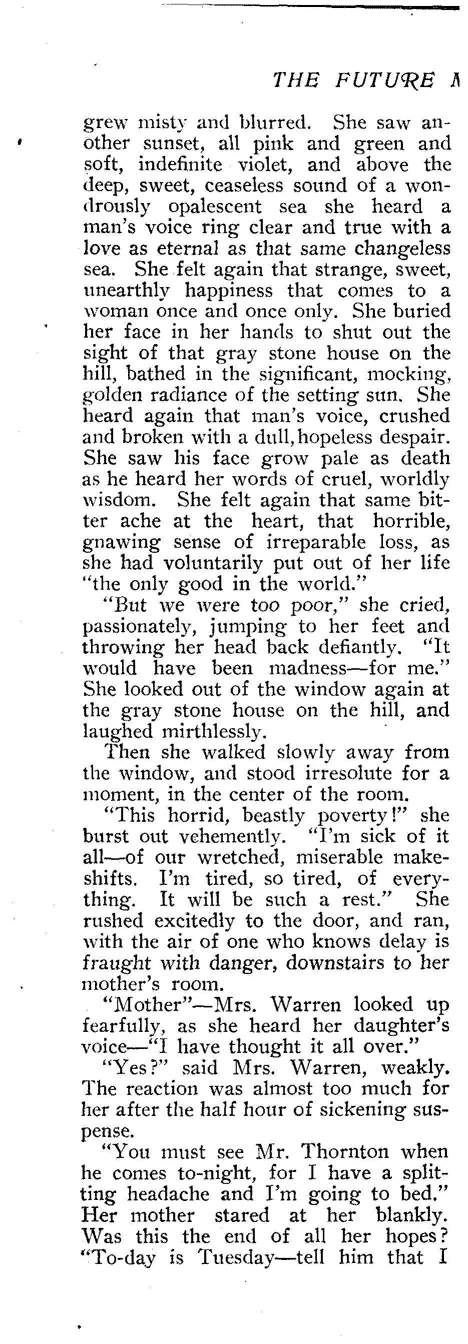 THE FUTURE
grew misty and blurred. She saw an-
other sunset, all pink and green and
soft, indefinite violet, and above the
deep, sweet, ceaseless sound of a won-
drously opalescent sea she heard a
man's voice ring clear and true with a
love as eternal as that same changeless
sea. She felt again that strange, sweet,
unearthly happiness that comes to a
woman once and once only. She buried
her face in her hands to shut out the
sight of that gray stone house on the
hill, bathed in the significant, mocking,
golden radiance of the setting sun. She
heard again that man's voice, crushed
and broken with a dull, hopeless despair.
She saw his face grow pale as death
as he heard her words of cruel, worldly
wisdom. She felt again that same bit-
ter ache at the heart, that horrible,
gnawing sense of irreparable loss, as
she had voluntarily put out of her life
"the only good in the world."
"But we were too poor," she cried,
passionately, jumping to her feet and
throwing her head back defiantly. "It
would have been madness—for me."
She looked out of the window again at
the gray stone house on the hill, and
laughed mirthlessly.
Then she walked slowly away from
the window, and stood irresolute for a
moment, in the center of the room.
"This horrid, beastly poverty!" she
burst out vehemently. "I'm sick of it
all—of our wretched, miserable make-
shifts. I'm tired, so tired, of every-
thing. It will be such a rest." She
rushed excitedly to the door, and ran,
with the air of one who knows delay is
fraught with danger, downstairs to her
mother's room.
"Mother"—Mrs. Warren looked up
fearfully, as she heard her daughter's
voice—"I have thought it all over."
"Yes?" said Mrs. Warren, weakly.
The reaction was almost too much for
her after the half hour of sickening sus-
pense.
"You must see Mr. Thornton when
he comes to-night, for I have a split-
ting headache and I'm going to bed."
Her mother stared at her blankly.
Was this the end of all her hopes?
"To-day is Tuesday—tell him that I